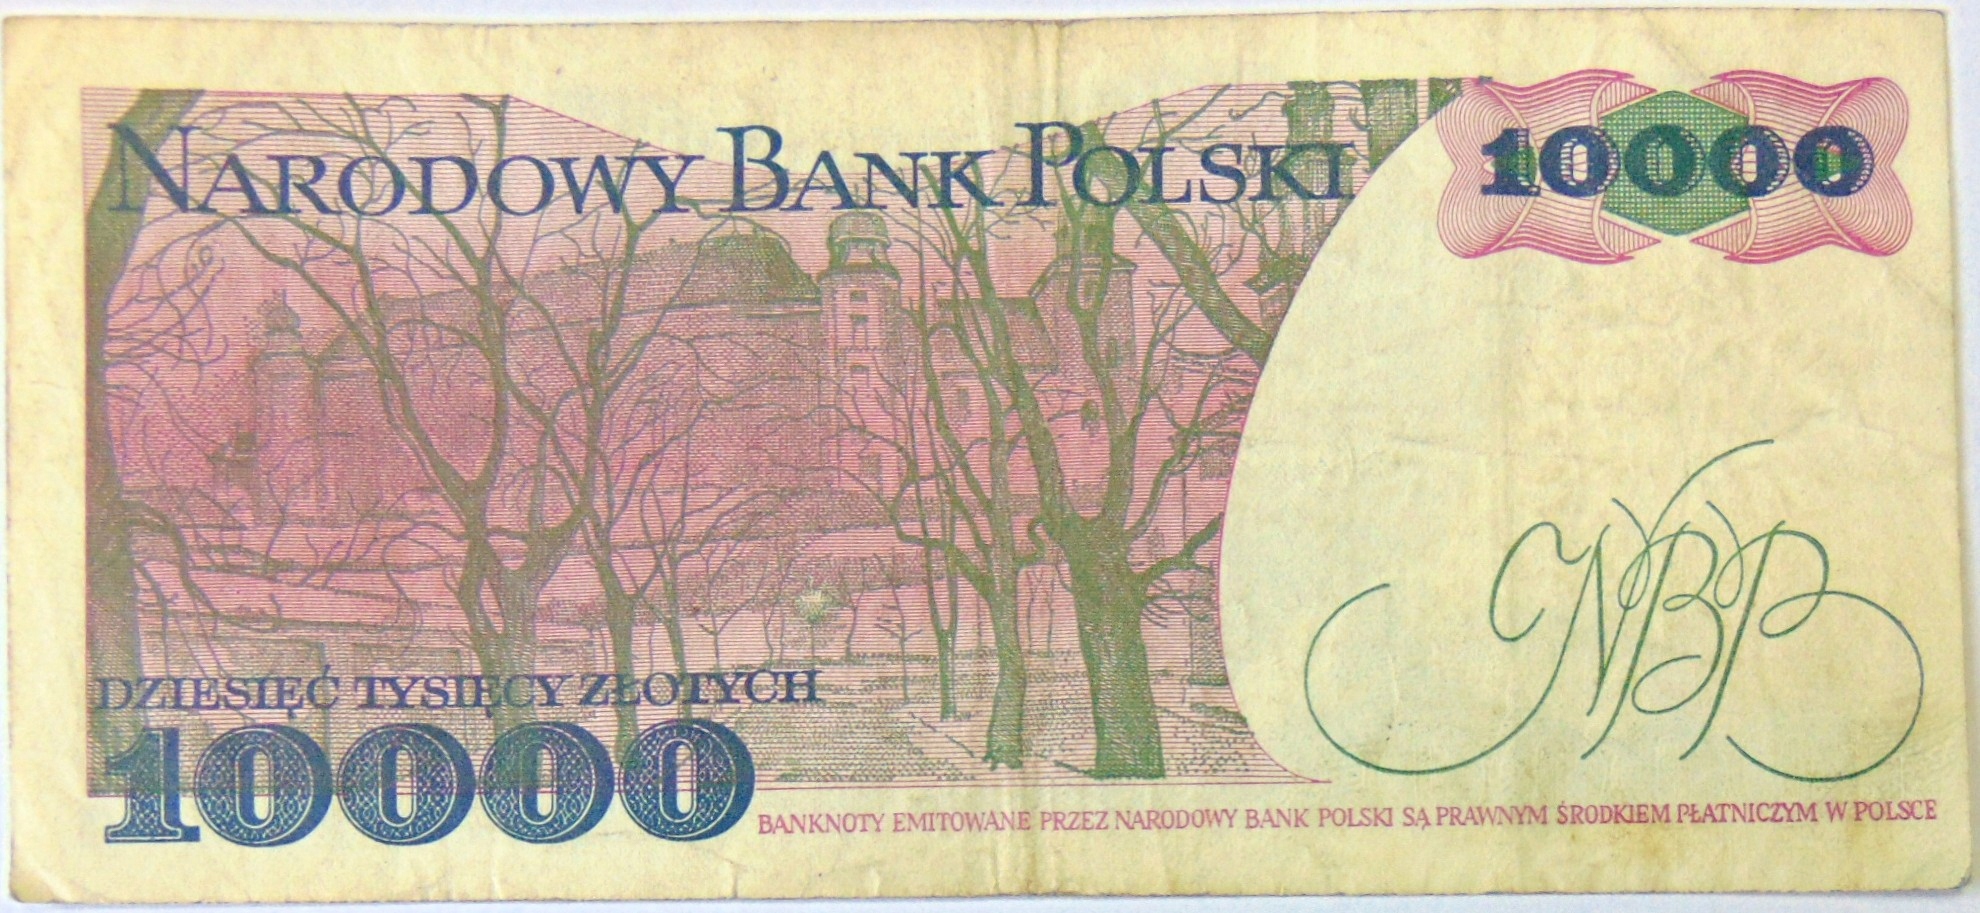 NARODOWY BANK POLSKI
10000
NBP
DZIESIĘĆ TYSIĘCY ZŁOTYCH
10000
BANKNOTY EMITOWANE PRZEZ NARODOWY BANK POLSKI SĄ PRAWNYM ŚRODKIEM PŁATNICZYM W POLSCE